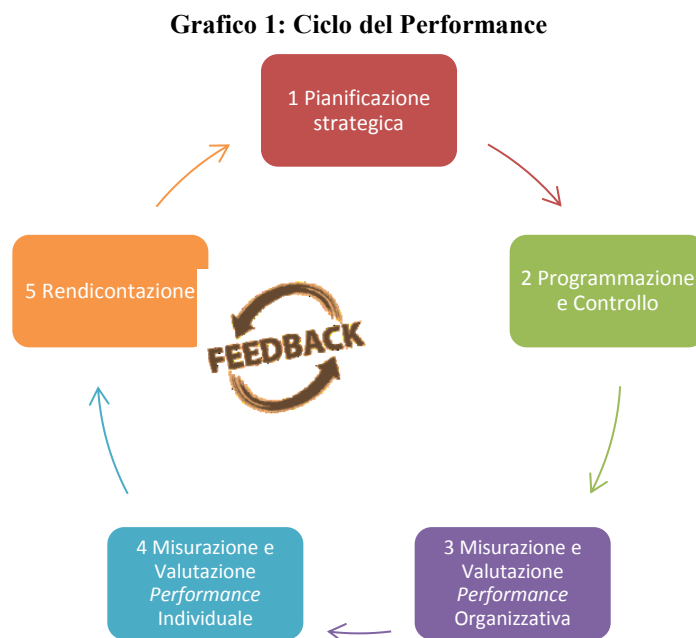 Grafico 1: Ciclo del Performance
1 Pianificazione
strategica
2 Programmazione
e Controllo
3 Misurazione e
Valutazione
Performance
Organizzativa
4 Misurazione e
Valutazione
Performance
Individuale
5 Rendicontazione
FEEDBACK